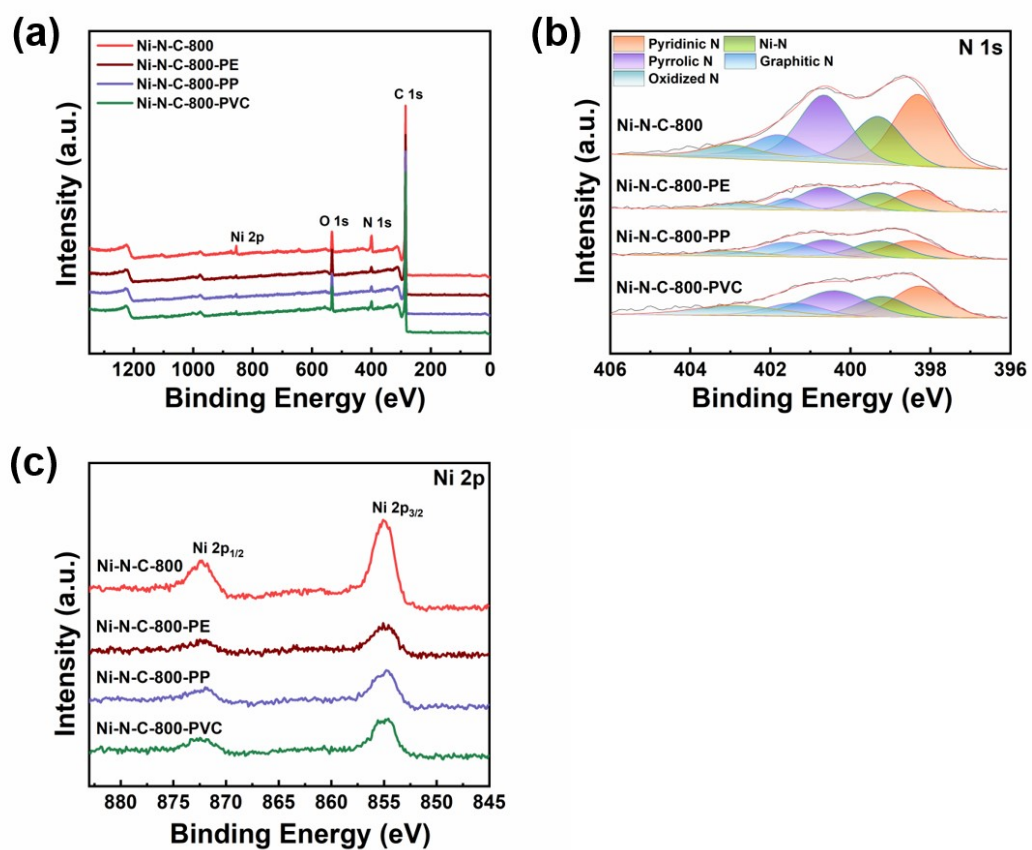 (a)
Ni-N-C-800
Ni-N-C-800-PE
Ni-N-C-800-PP
Ni-N-C-800-PVC
C 1s
O 1s
N 1s
Ni 2p
Intensity (a.u.)
1200 1000 800 600 400 200 0
Binding Energy (eV)
(b)
N 1s
Pyridinic N Ni-N
Pyrrolic N Graphitic N
Oxidized N
Ni-N-C-800
Ni-N-C-800-PE
Ni-N-C-800-PP
Ni-N-C-800-PVC
Intensity (a.u.)
406 404 402 400 398 396
Binding Energy (eV)
(c)
Ni 2p
Ni 2p3/2
Ni 2p1/2
Ni-N-C-800
Ni-N-C-800-PE
Ni-N-C-800-PP
Ni-N-C-800-PVC
Intensity (a.u.)
880 875 870 865 860 855 850 845
Binding Energy (eV)